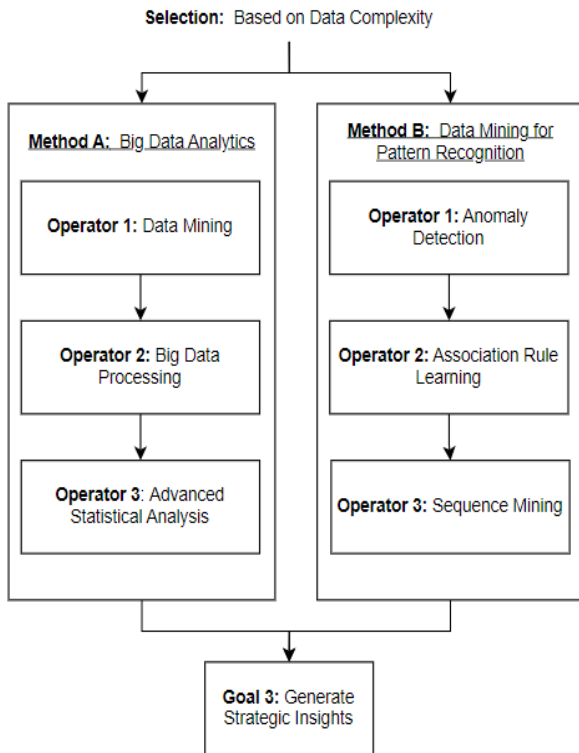 Selection: Based on Data Complexity
Method A: Big Data Analytics
Operator 1: Data Mining
Operator 2: Big Data
Processing
Operator 3: Advanced
Statistical Analysis
Method B: Data Mining for
Pattern Recognition
Operator 1: Anomaly
Detection
Operator 2: Association Rule
Learning
Operator 3: Sequence Mining
Goal 3: Generate
Strategic Insights